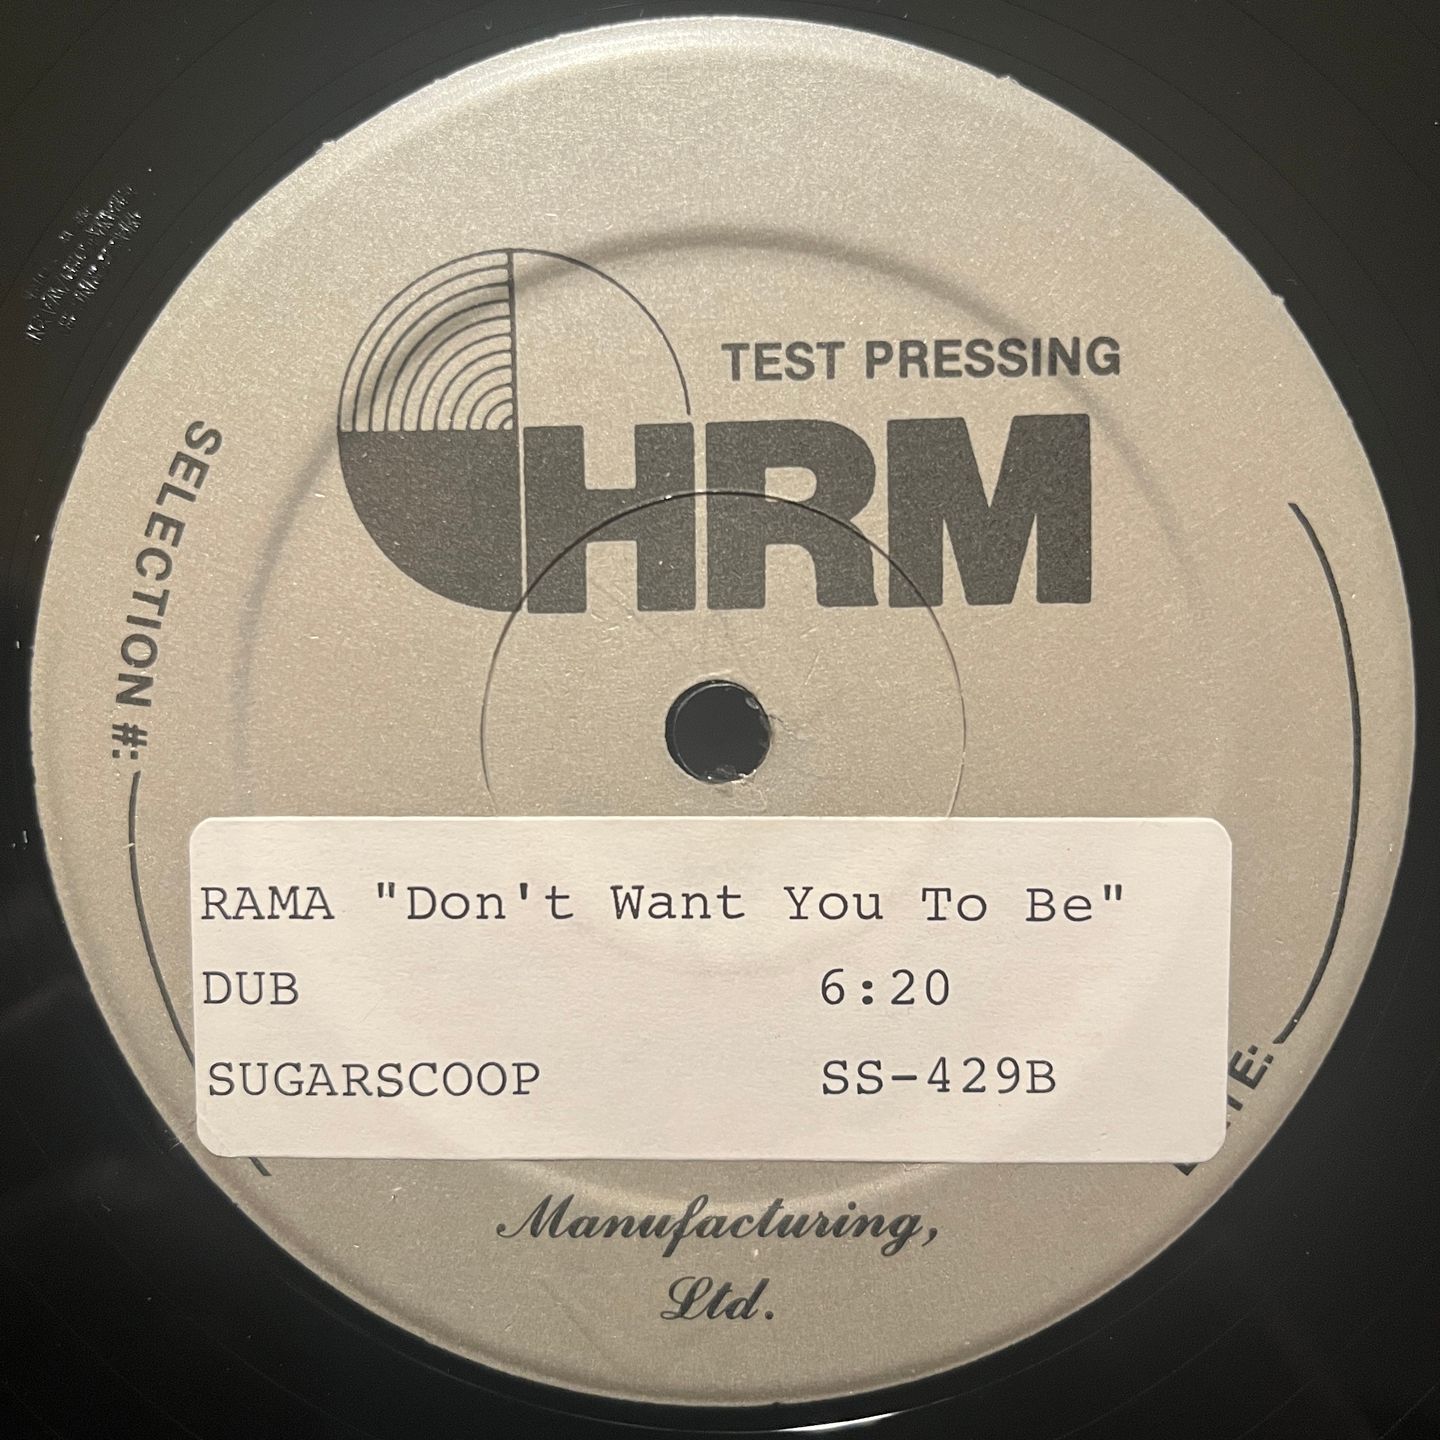 TEST PRESSING
HRM
SELECTION #:
RAMA "Don't Want You To Be"
DUB 6:20
SUGARSCOOP SS-429B
Manufacturing,
Ltd.